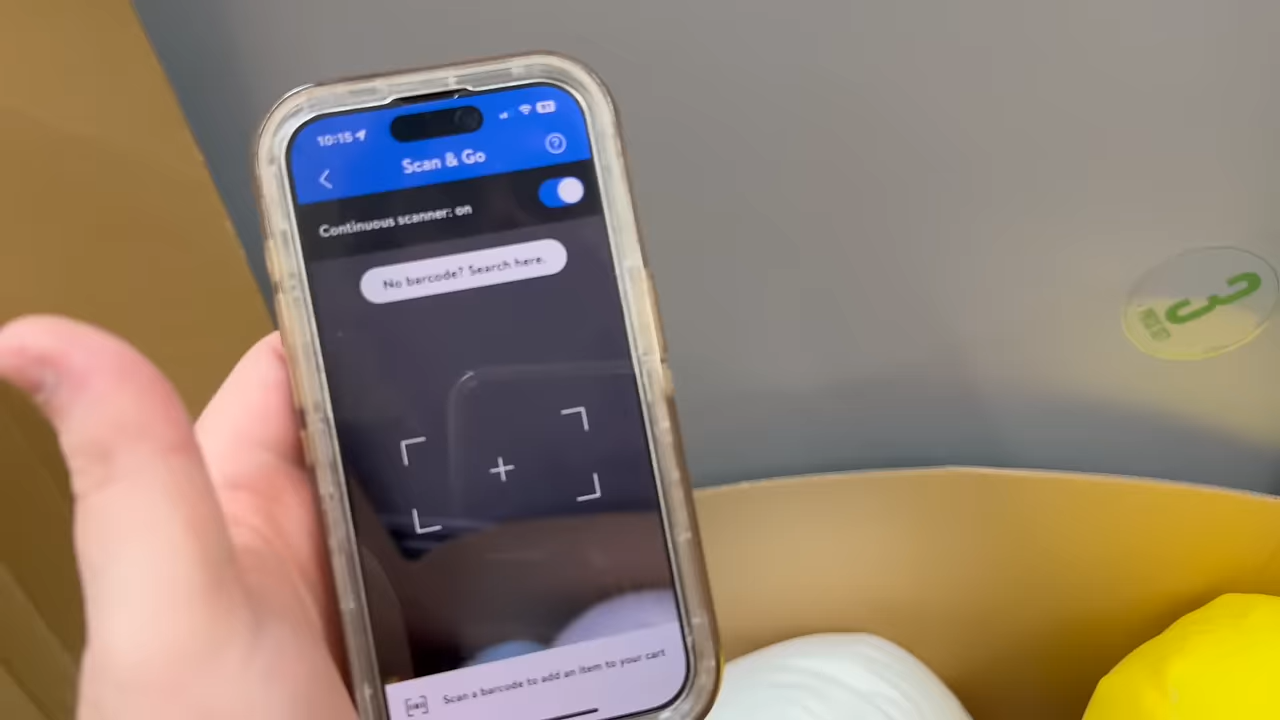 10:15
Scan & Go
Continuous scanner: on
No barcode? Search here.
Scan a barcode to add an item to your cart